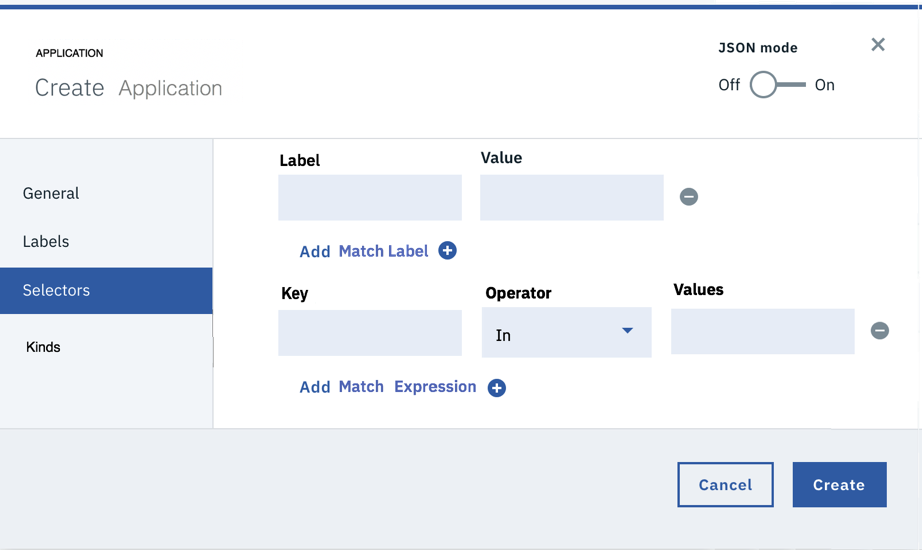 APPLICATION
Create Application
JSON mode
Off On
General
Labels
Selectors
Kinds
Label Value
Add Match Label
Key Operator Values
In
Add Match Expression
Cancel Create